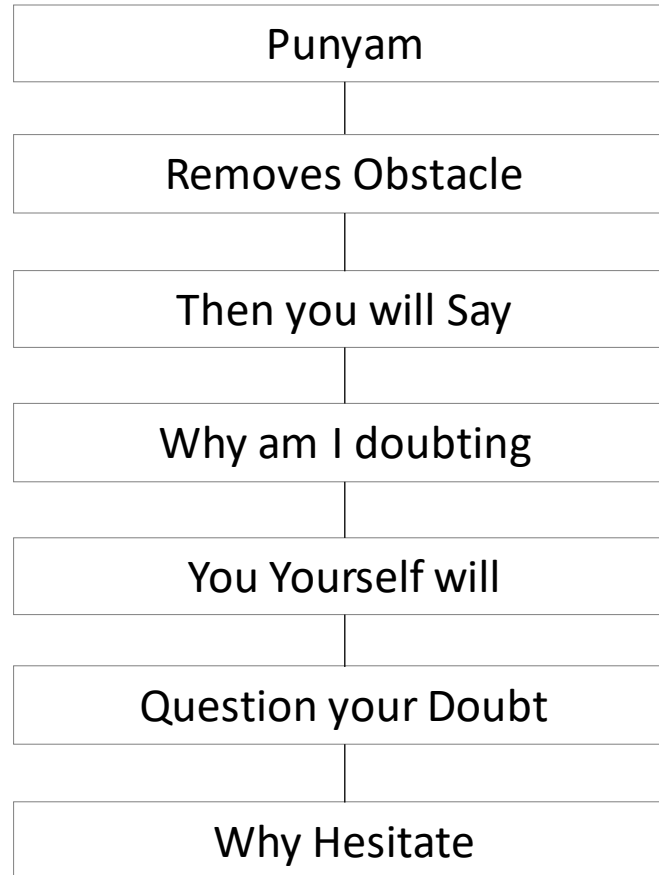 Punyam
Removes Obstacle
Then you will Say
Why am I doubting
You Yourself will
Question your Doubt
Why Hesitate